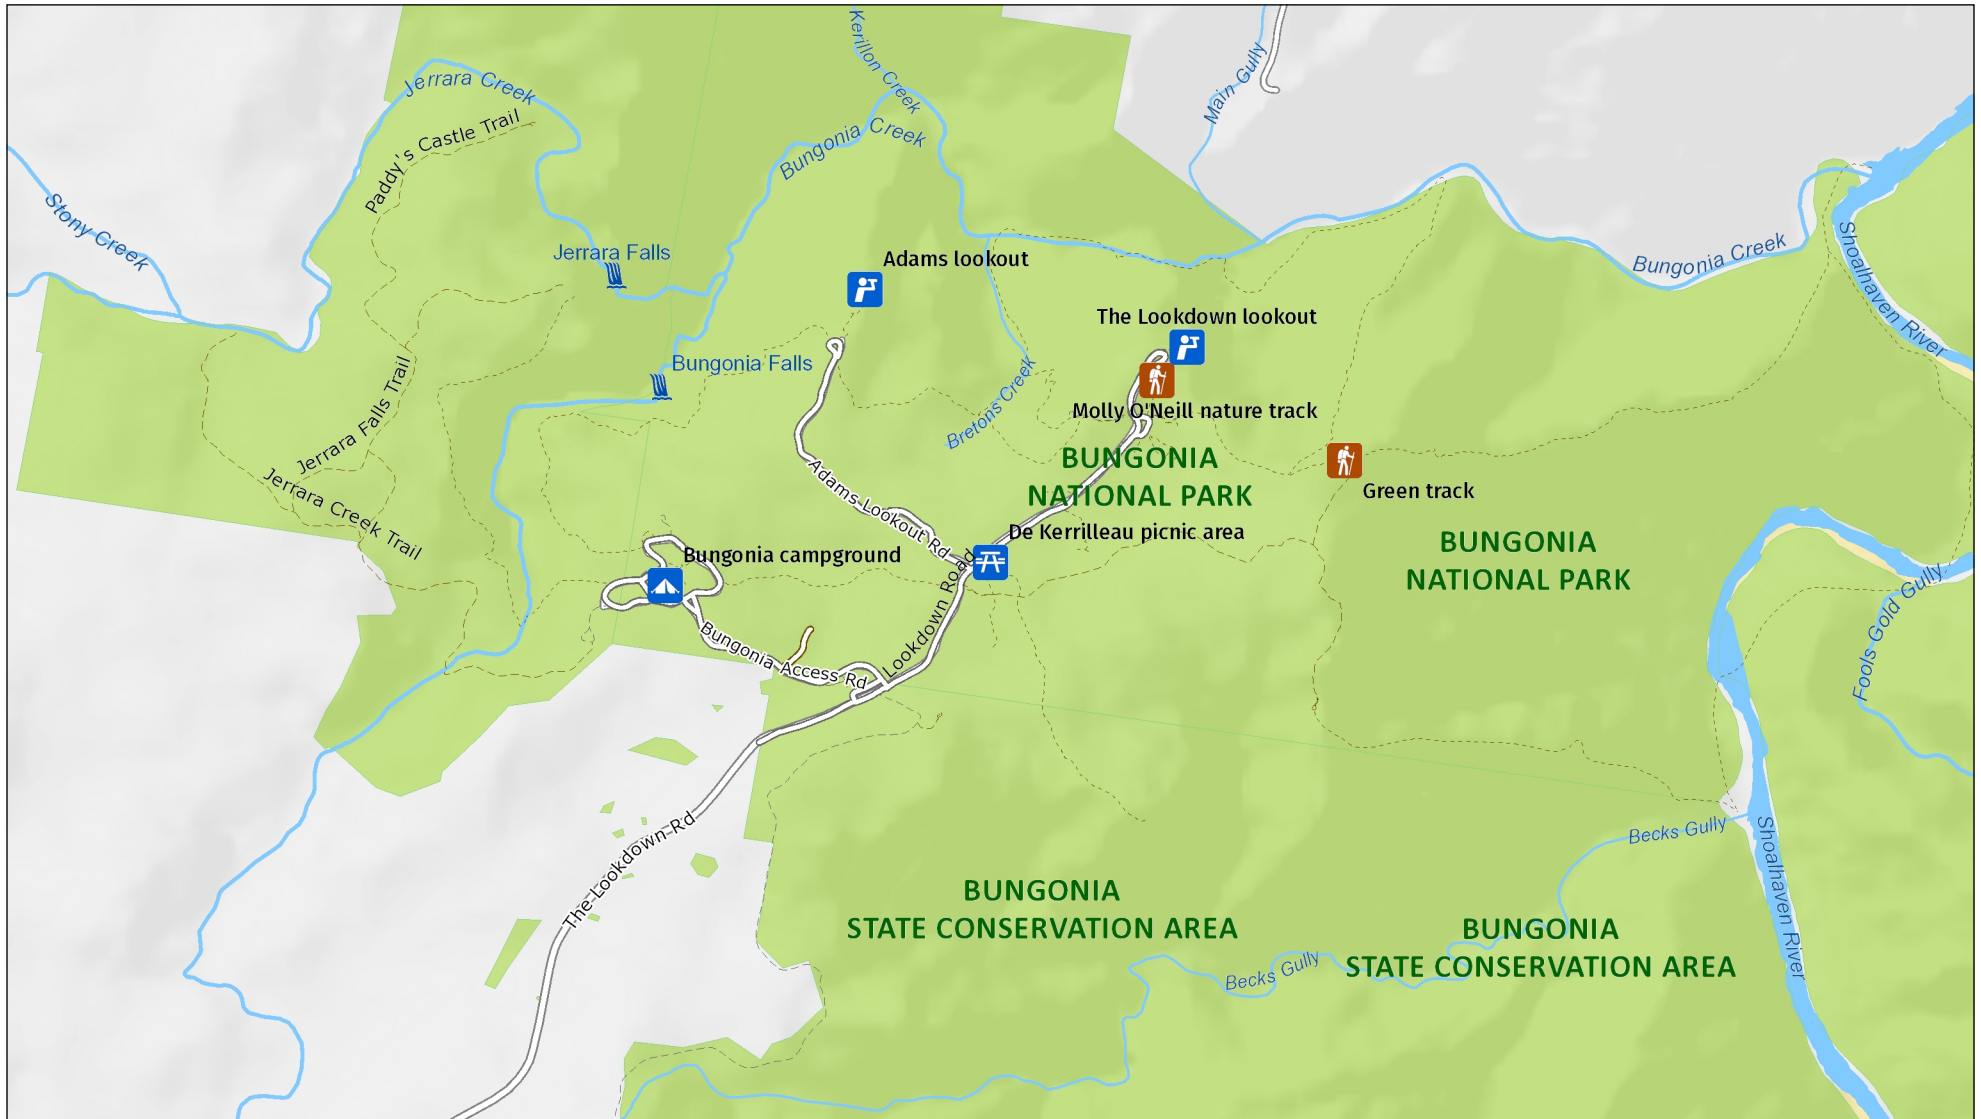 Kerillon Creek
Main Gully
Jerrara Creek
Paddy's Castle Trail
Bungonia Creek
Stony Creek
Jerrara Falls
Adams lookout
Bungonia Creek
Shoalhaven River
The Lookdown lookout
Bungonia Falls
Bretons Creek
Jerrara Falls Trail
Molly O'Neill nature track
BUNGONIA
NATIONAL PARK
Green track
Jerrara Creek Trail
Adams Lookout Rd
De Kerrilleau picnic area
Bungonia campground
BUNGONIA
NATIONAL PARK
Fools Gold Gully
Lookdown Road
Bungonia Access Rd
The Lookdown Rd
Becks Gully
Shoalhaven River
BUNGONIA
STATE CONSERVATION AREA
BUNGONIA
STATE CONSERVATION AREA
Becks Gully